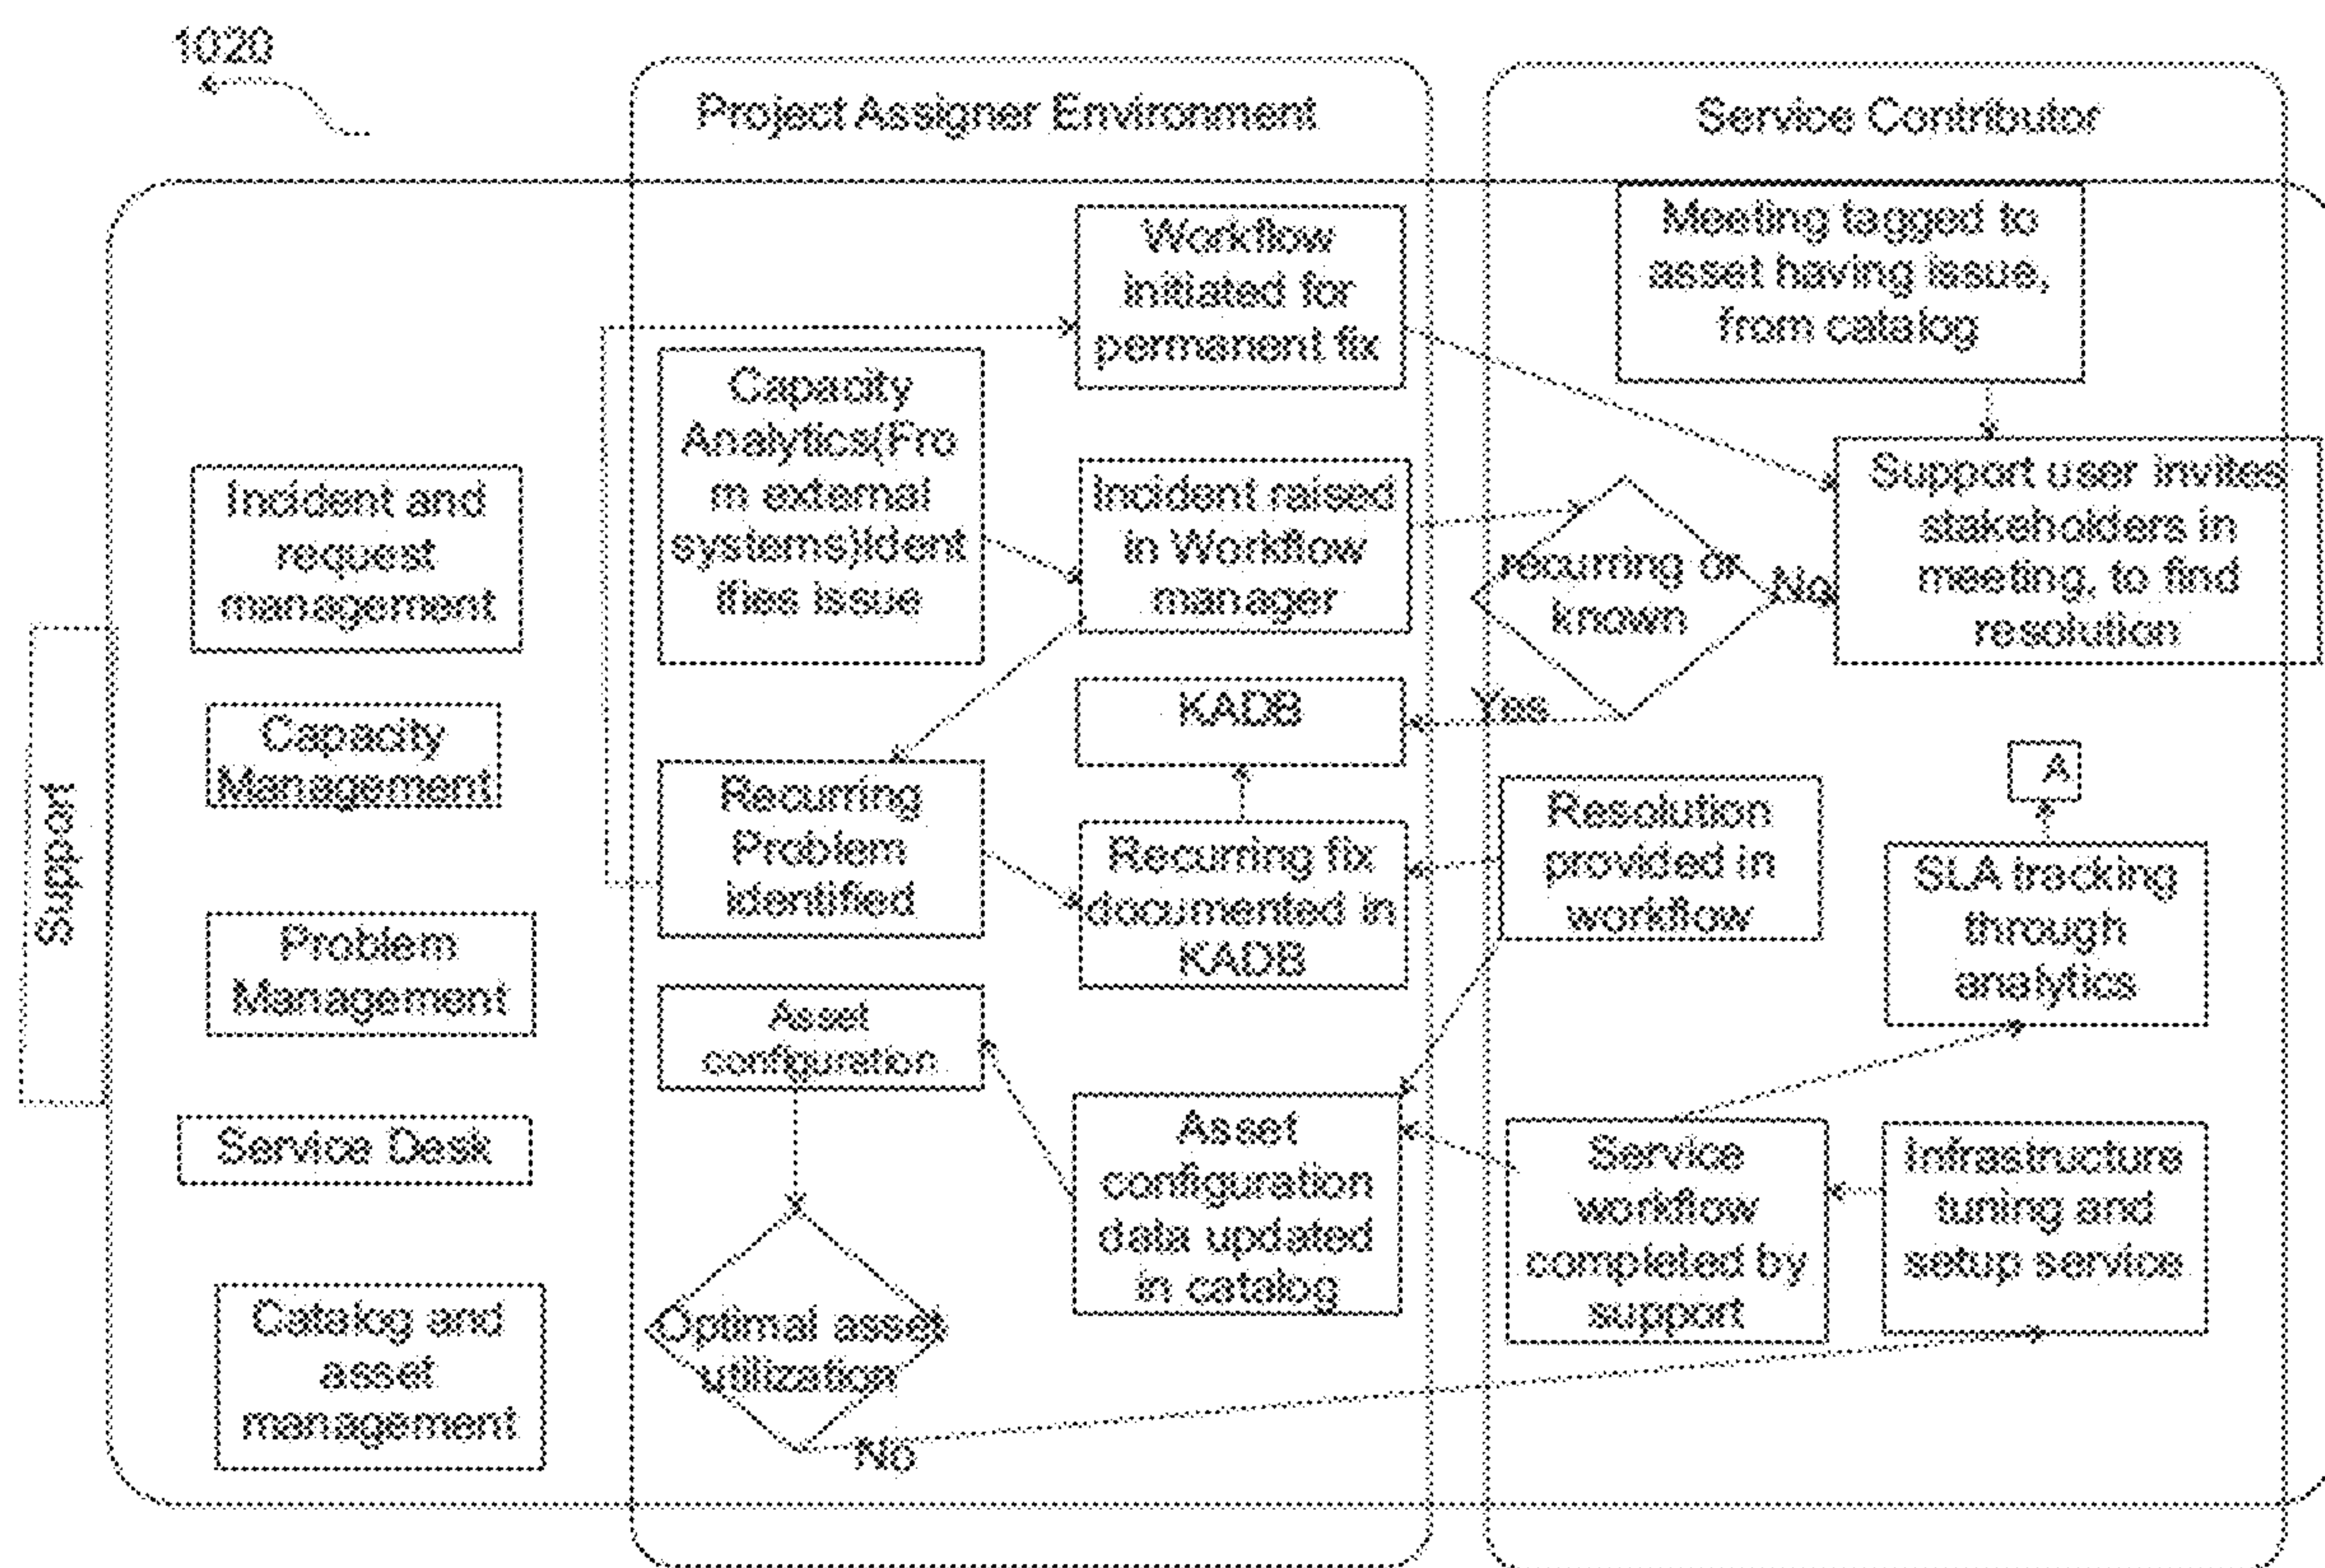 1020
Project Assigner Environment
Service Contributor
Support
Incident and
request
management
Capacity
Management
Problem
Management
Service Desk
Catalog and
asset
management
Workflow
initiated for
permanent fix
Capacity
Analytics(Fro
m external
systems)Ident
ifies issue
Incident raised
in Workflow
manager
KADB
Recurring
Problem
identified
Recurring fix
documented in
KADB
Asset
configuration
Asset
configuration
data updated
in catalog
Optimal asset
utilization
No
Meeting tagged to
asset having issue,
from catalog
Support user invites
stakeholders in
meeting, to find
resolution
recurring or
known
No
Yes
A
Resolution
provided in
workflow
SLA tracking
through
analytics
Service
workflow
completed by
support
Infrastructure
tuning and
setup service